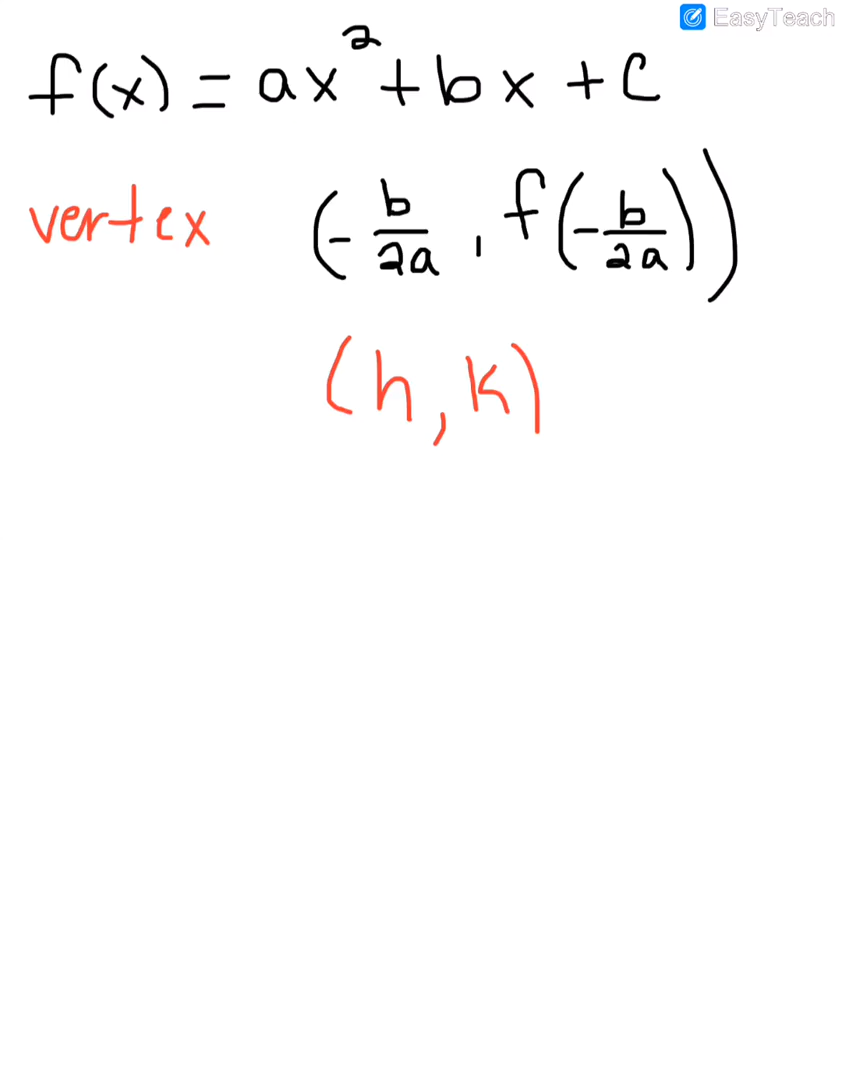 EasyTeach
f(x) = ax² + bx + c
vertex (-b/2a, f(-b/2a))
(h, k)